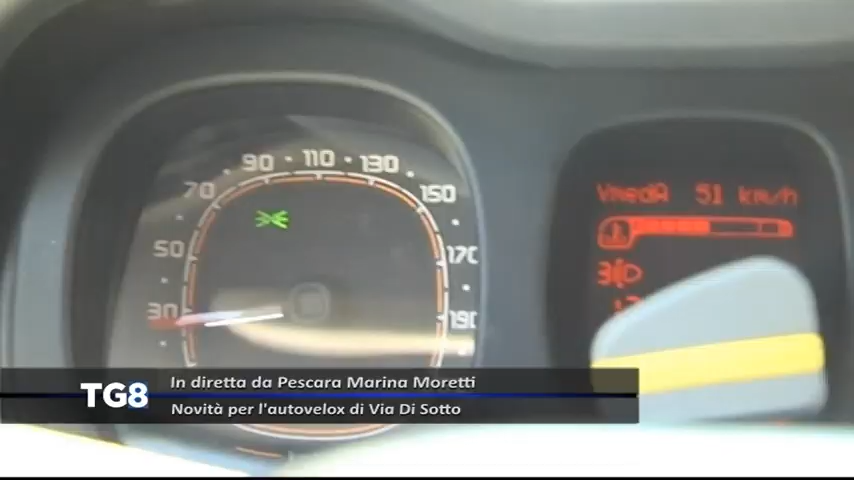 90 110 130
70 150
50 170
30 190
VmediA 51 km/h
TG8
In diretta da Pescara Marina Moretti
Novità per l'autovelox di Via Di Sotto